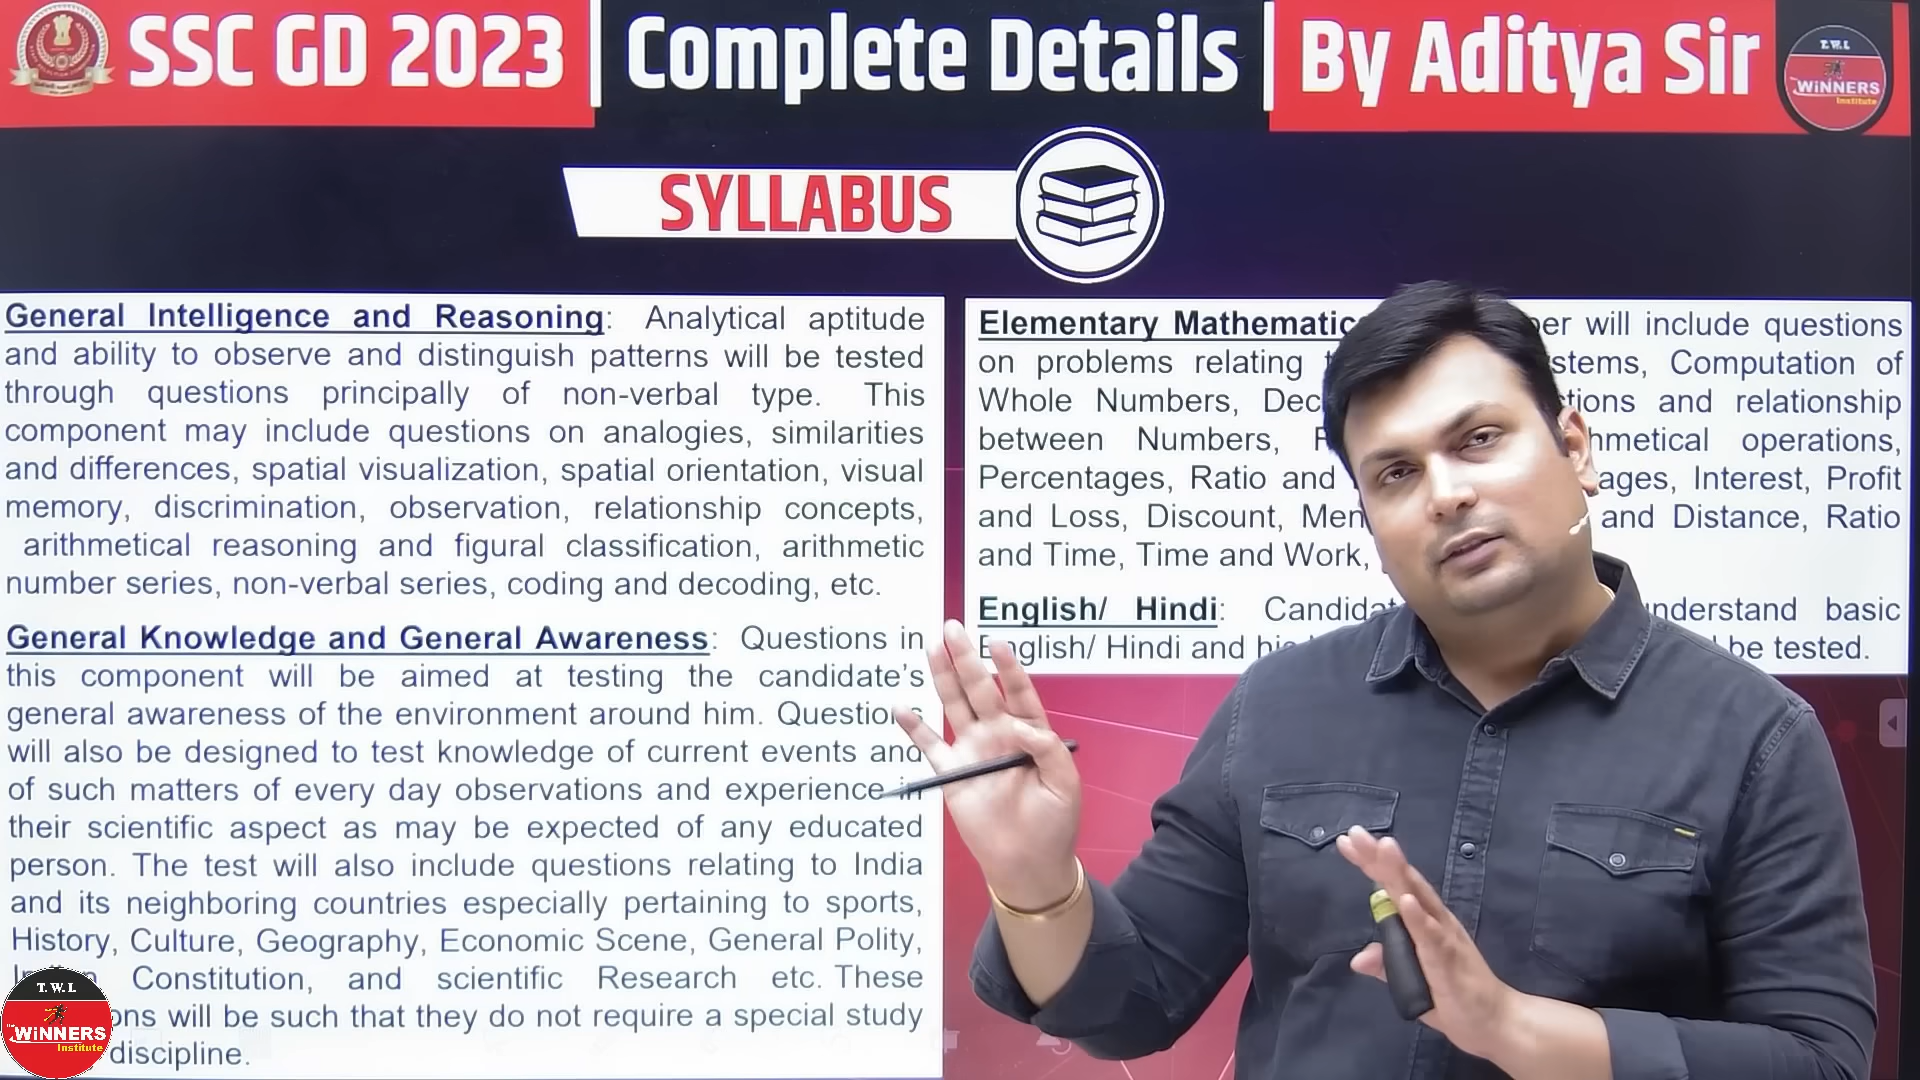 SSC GD 2023 | Complete Details | By Aditya Sir
T.W.L
The WiNNERS
Institute
SYLLABUS
General Intelligence and Reasoning: Analytical aptitude
and ability to observe and distinguish patterns will be tested
through questions principally of non-verbal type. This
component may include questions on analogies, similarities
and differences, spatial visualization, spatial orientation, visual
memory, discrimination, observation, relationship concepts,
arithmetical reasoning and figural classification, arithmetic
number series, non-verbal series, coding and decoding, etc.
General Knowledge and General Awareness: Questions in
this component will be aimed at testing the candidate’s
general awareness of the environment around him. Questions
will also be designed to test knowledge of current events and
of such matters of every day observations and experience in
their scientific aspect as may be expected of any educated
person. The test will also include questions relating to India
and its neighboring countries especially pertaining to sports,
History, Culture, Geography, Economic Scene, General Polity,
Constitution, and scientific Research etc. These
will be such that they do not require a special study
discipline.
Elementary Mathematic will include questions
on problems relating Computation of
Whole Numbers, and relationship
between Numbers, operations,
Percentages, Ratio and Interest, Profit
and Loss, Discount, and Distance, Ratio
and Time, Time and Work,
English/ Hindi: basic
English/ Hindi and be tested.
T.W.L
The WiNNERS
Institute